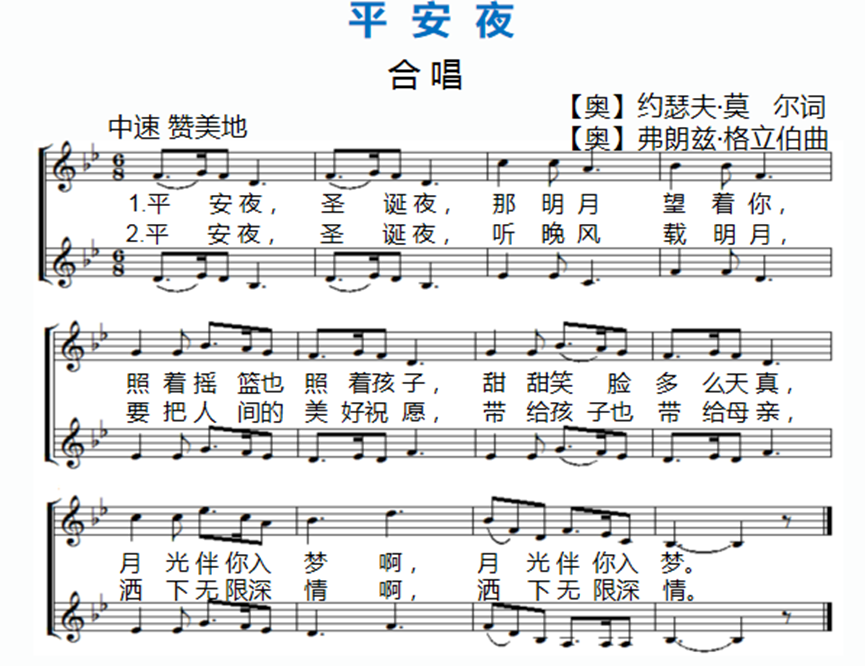 平安夜
合唱
【奥】约瑟夫·莫 尔词
中速 赞美地
【奥】弗朗兹·格立伯曲
6/8
1.平 安夜， 圣 诞夜， 那 明月 望 着你，
2.平 安夜， 圣 诞夜， 听 晚风 载 明月，
6/8
照着摇 篮也 照 着孩子， 甜 甜笑 脸 多 么天真，
要把人 间的 美 好祝愿， 带 给孩 子也 带 给母亲，
月 光伴你入 梦 啊， 月 光伴你入 梦。
洒 下无限深 情 啊， 洒 下无限深 情。